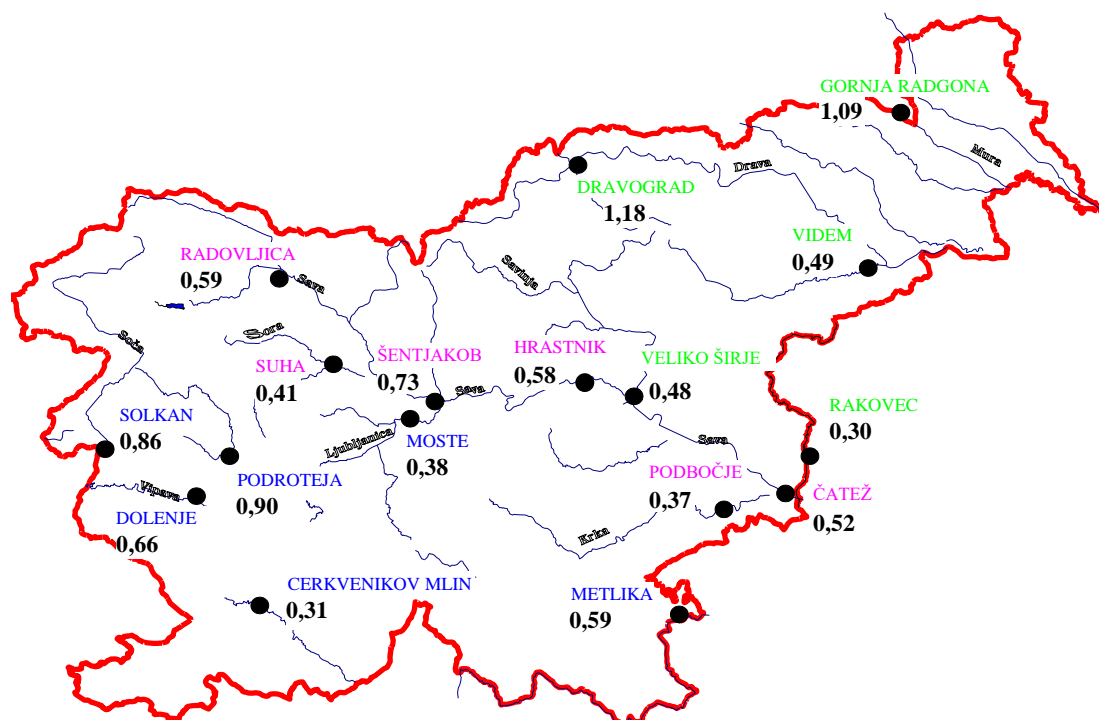 GORNJA RADGONA
1,09
Mura
Drava
DRAVOGRAD
1,18
VIDEM
0,49
RADOVLJICA
0,59
Sava
Savinja
Soča
Sora
SUHA
0,41
ŠENTJAKOB
0,73
Sava
HRASTNIK
0,58
VELIKO ŠIRJE
0,48
SOLKAN
0,86
Ljubljanica
MOSTE
0,38
RAKOVEC
0,30
Sava
PODROTEJA
0,90
Vipava
DOLENJE
0,66
PODBOČJE
0,37
ČATEŽ
0,52
Krka
CERKVENIKOV MLIN
0,31
METLIKA
0,59